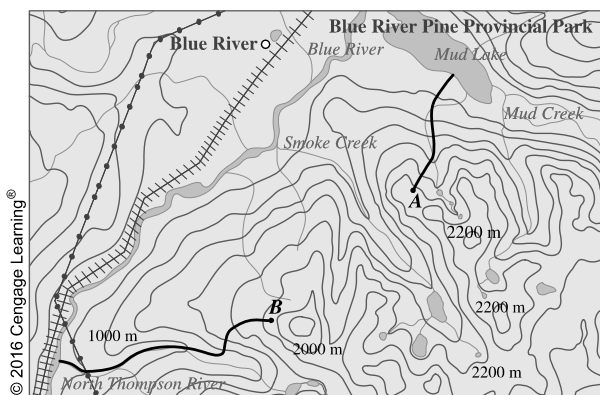 Blue River Pine Provincial Park
Blue River
Blue River
Mud Lake
Mud Creek
Smoke Creek
A
2200 m
B
2200 m
1000 m
2000 m
2200 m
North Thompson River
© 2016 Cengage Learning®